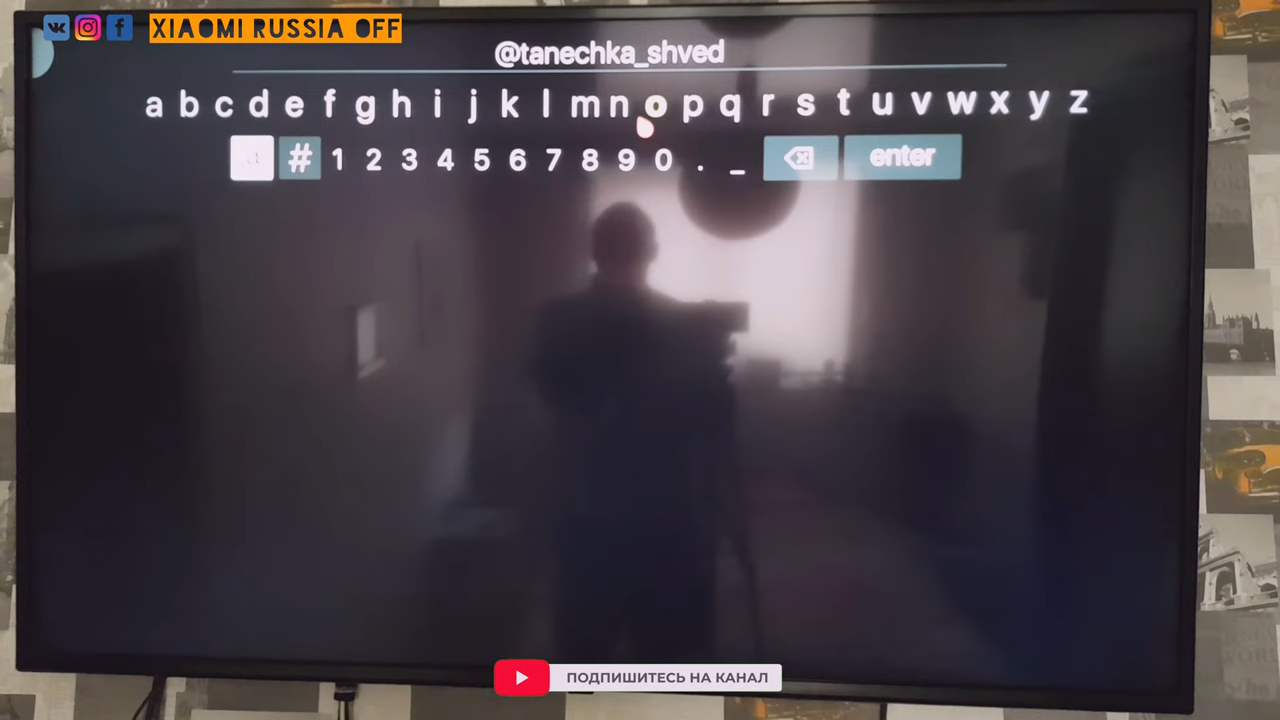 XIAOMI RUSSIA OFF
@tanechka_shved
a b c d e f g h i j k l m n o p q r s t u v w x y z
# 1 2 3 4 5 6 7 8 9 0 . _ enter
ПОДПИШИТЕСЬ НА КАНАЛ